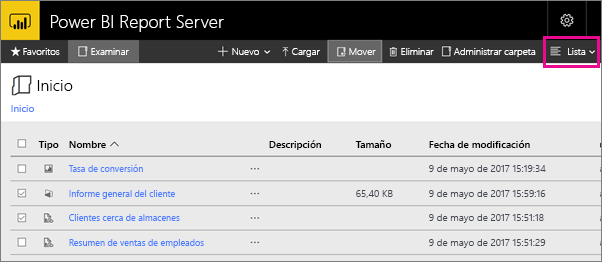 Power BI Report Server
Favoritos Examinar Nuevo Cargar Mover Eliminar Administrar carpeta Lista
Inicio
Inicio
Tipo Nombre Descripción Tamaño Fecha de modificación
Tasa de conversión ... 9 de mayo de 2017 15:19:34
Informe general del cliente ... 65,40 KB 9 de mayo de 2017 15:59:16
Clientes cerca de almacenes ... 9 de mayo de 2017 15:51:18
Resumen de ventas de empleados ... 9 de mayo de 2017 15:51:29